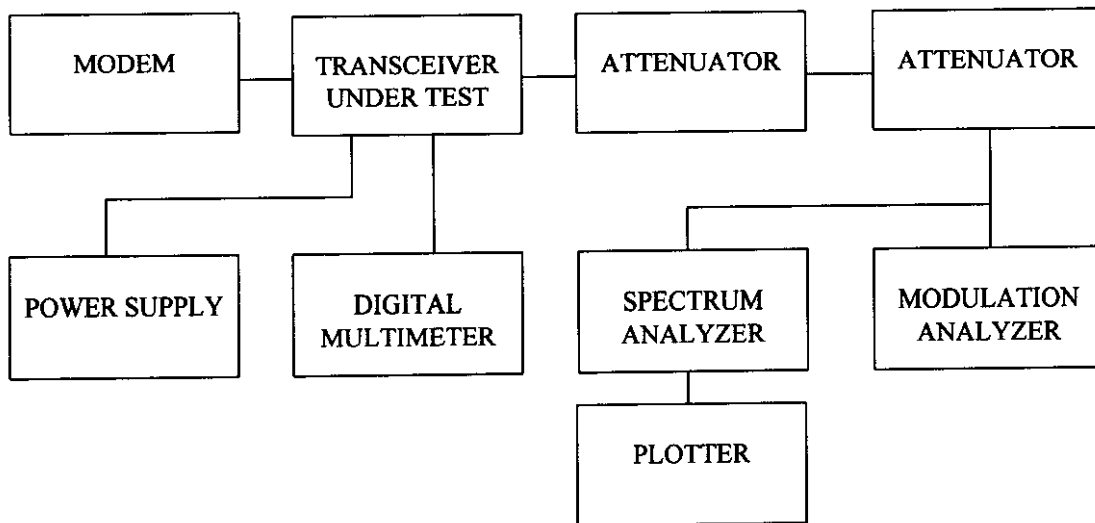 MODEM
TRANSCEIVER
UNDER TEST
ATTENUATOR
ATTENUATOR
POWER SUPPLY
DIGITAL
MULTIMETER
SPECTRUM
ANALYZER
MODULATION
ANALYZER
PLOTTER